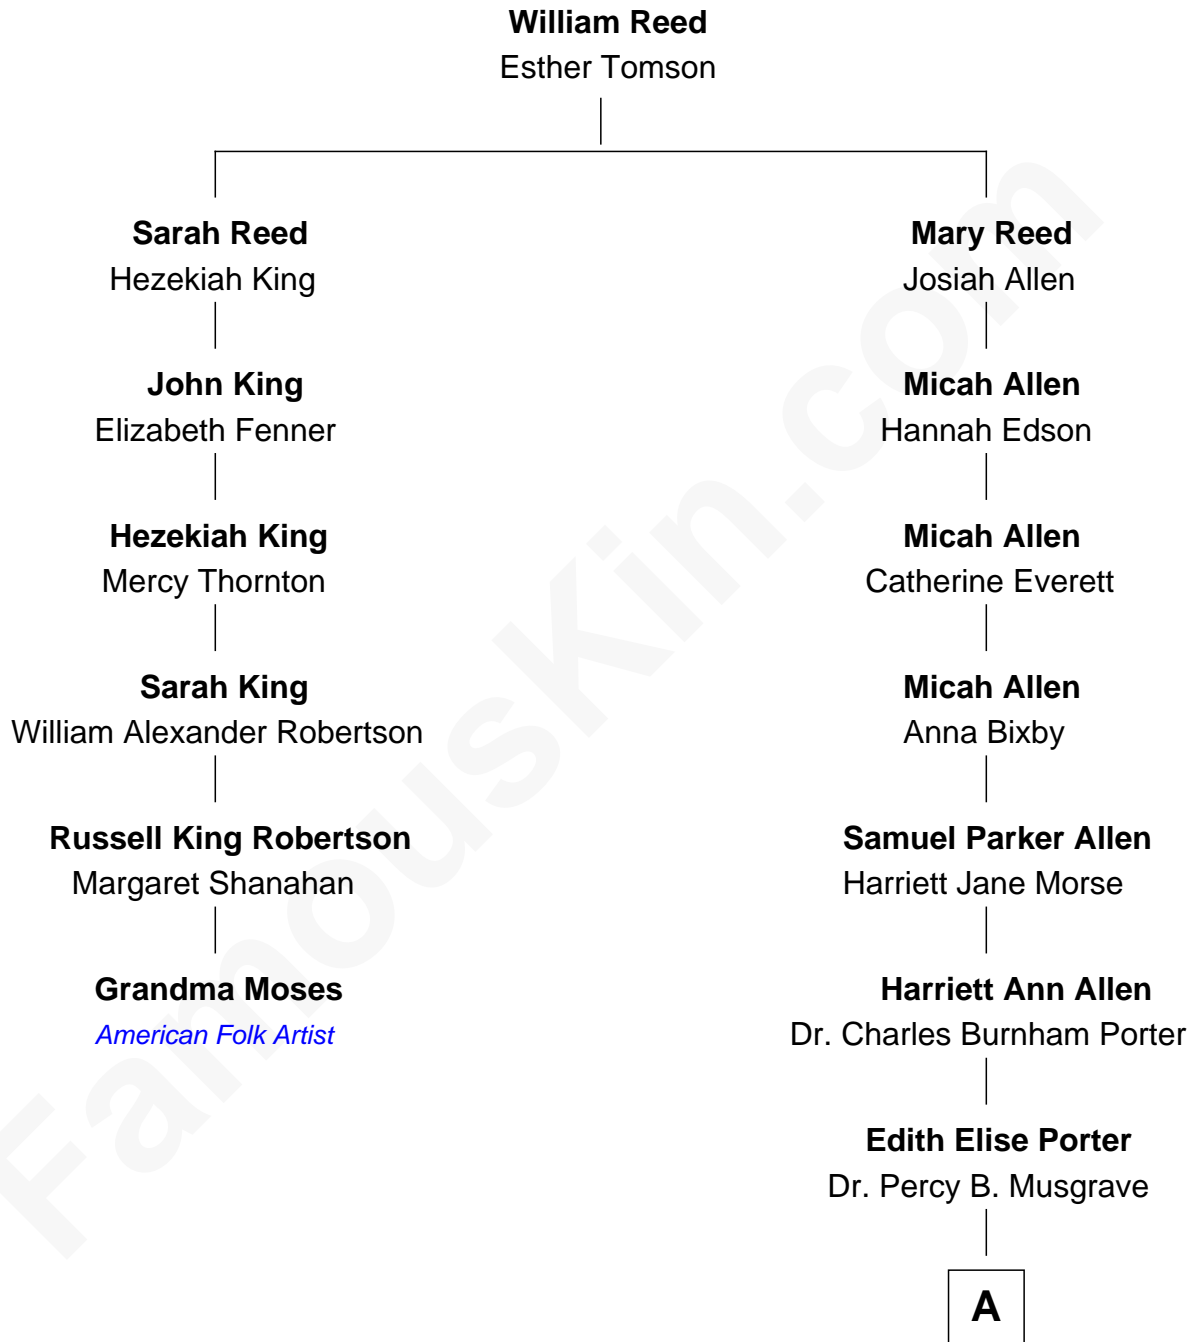 William Reed
Esther Tomson
Sarah Reed
Hezekiah King
Mary Reed
Josiah Allen
John King
Elizabeth Fenner
Micah Allen
Hannah Edson
Hezekiah King
Mercy Thornton
Micah Allen
Catherine Everett
Sarah King
William Alexander Robertson
Micah Allen
Anna Bixby
Russell King Robertson
Margaret Shanahan
Samuel Parker Allen
Harriett Jane Morse
Grandma Moses
American Folk Artist
Harriett Ann Allen
Dr. Charles Burnham Porter
Edith Elise Porter
Dr. Percy B. Musgrave
A
FamousKin.com